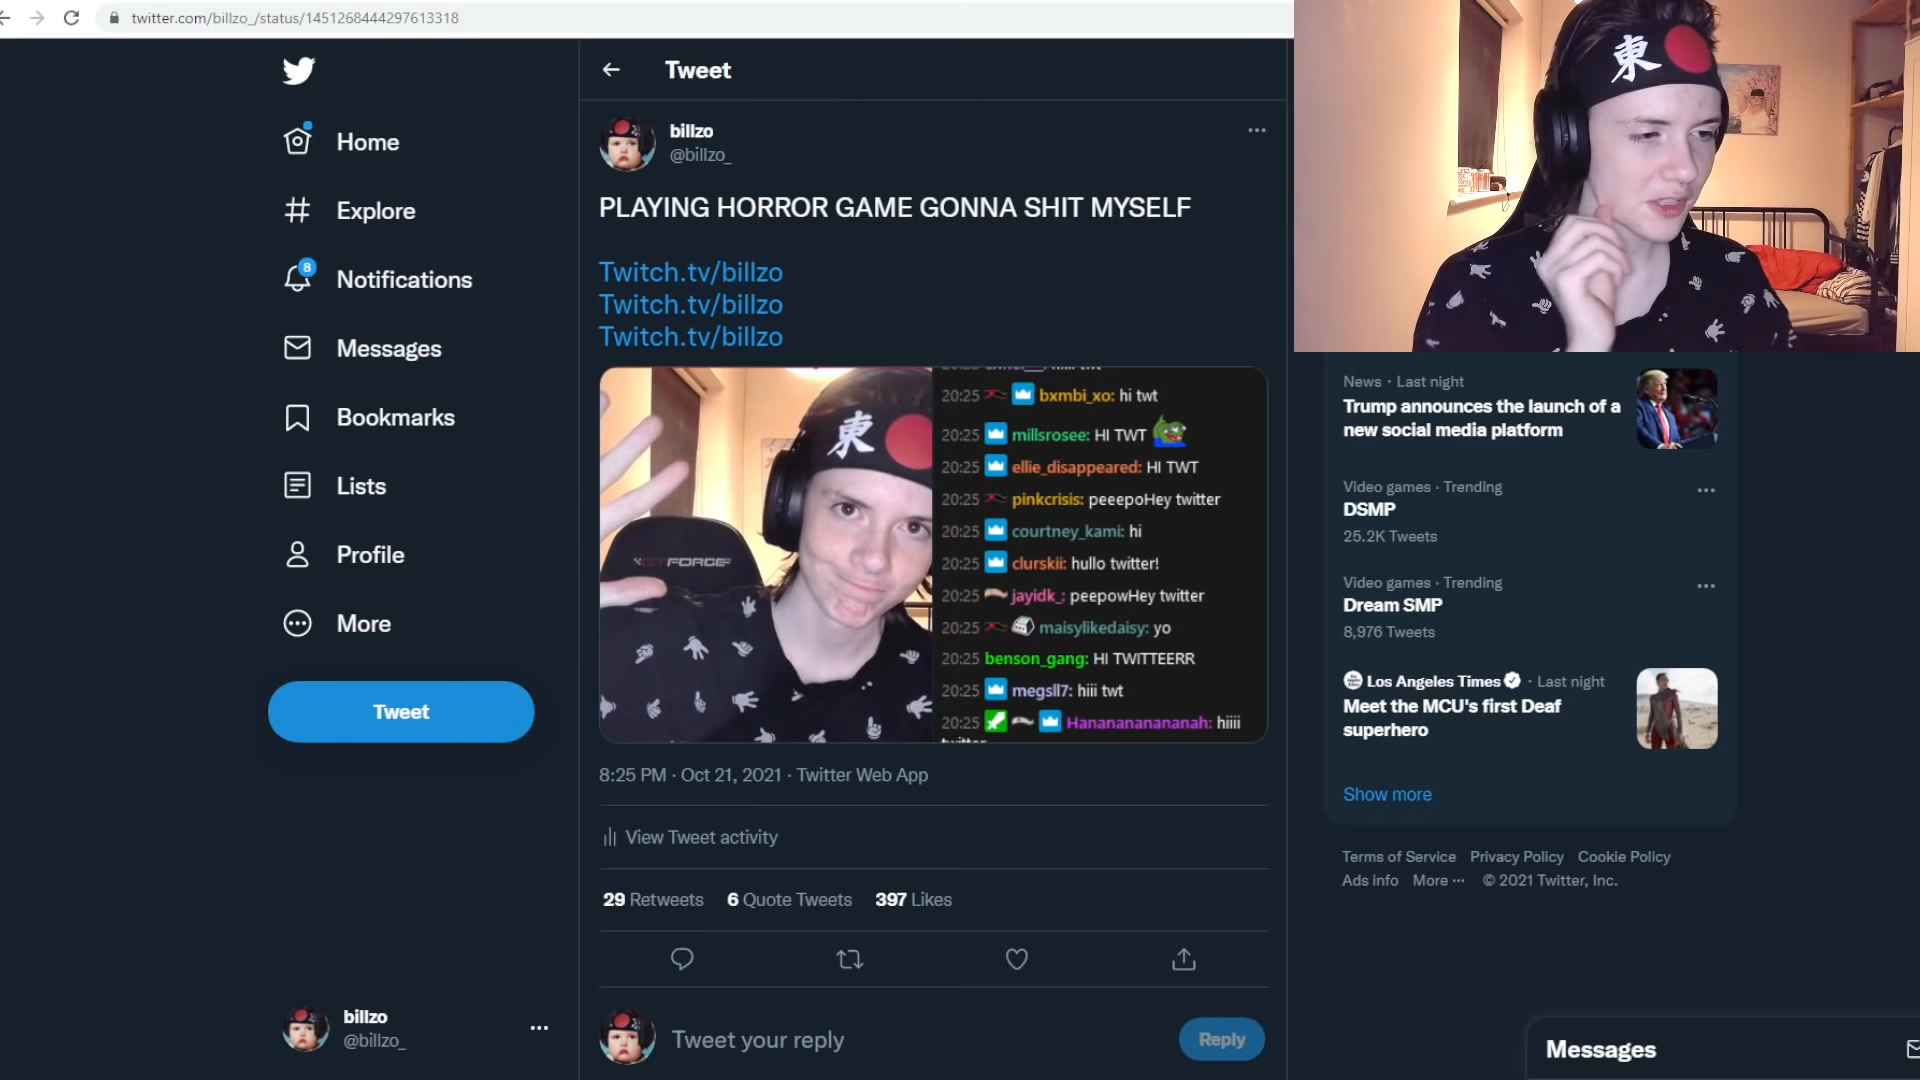 twitter.com/billzo_/status/1451268444297613318
Home
Explore
8
Notifications
Messages
Bookmarks
Lists
Profile
More
Tweet
billzo
@billzo_
Tweet
billzo
@billzo_
PLAYING HORROR GAME GONNA SHIT MYSELF
Twitch.tv/billzo
Twitch.tv/billzo
Twitch.tv/billzo
東
20:25 bxmbi_xo: hi twt
20:25 millsrosee: HI TWT
20:25 ellie_disappeared: HI TWT
20:25 pinkcrisis: peeepoHey twitter
20:25 courtney_kami: hi
20:25 clurskii: hullo twitter!
20:25 jayidk_: peepowHey twitter
20:25 maisylikedaisy: yo
20:25 benson_gang: HI TWITTEERR
20:25 megsll7: hiii twt
20:25 Hananananananah: hiiii
twitter
8:25 PM · Oct 21, 2021 · Twitter Web App
View Tweet activity
29 Retweets 6 Quote Tweets 397 Likes
Tweet your reply
Reply
東
News · Last night
Trump announces the launch of a
new social media platform
Video games · Trending
DSMP
25.2K Tweets
Video games · Trending
Dream SMP
8,976 Tweets
Los Angeles Times · Last night
Meet the MCU's first Deaf
superhero
Show more
Terms of Service Privacy Policy Cookie Policy
Ads info More ··· © 2021 Twitter, Inc.
Messages